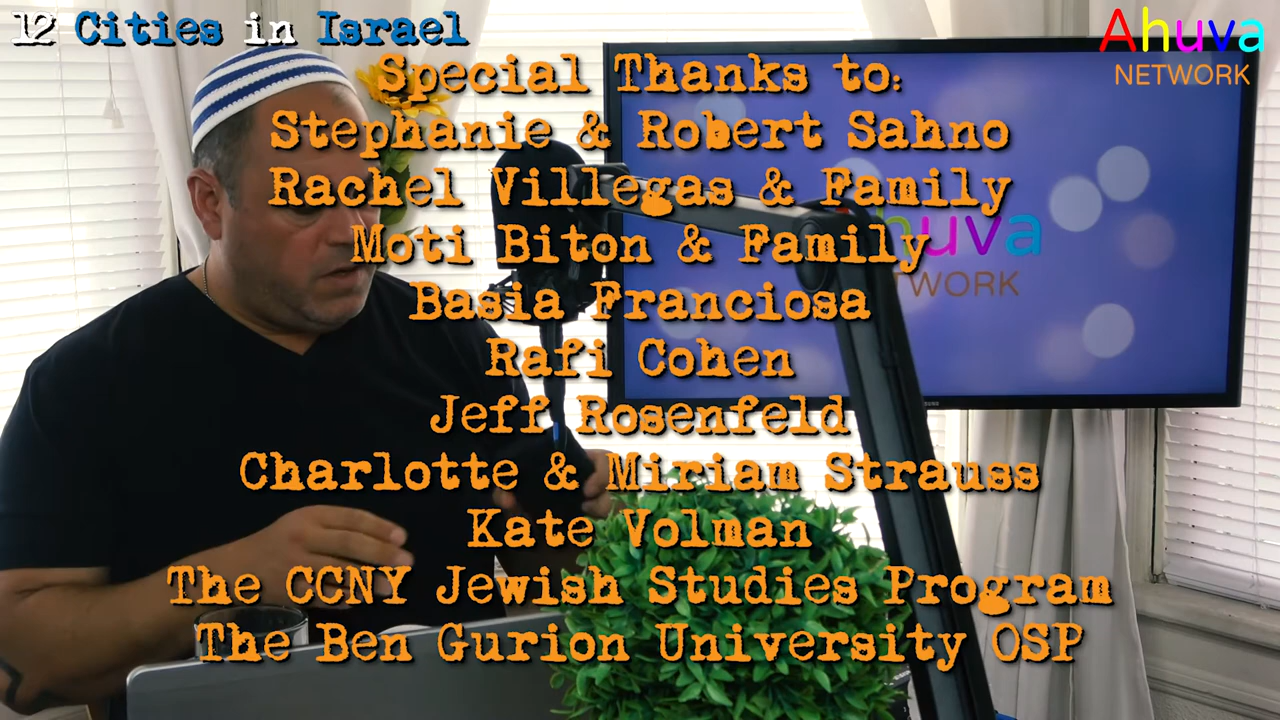 12 Cities in Israel
Ahuva
NETWORK
Special Thanks to:
Stephanie & Robert Sahno
Rachel Villegas & Family
Moti Biton & Family
Basia Franciosa
Rafi Cohen
Jeff Rosenfeld
Charlotte & Miriam Strauss
Kate Volman
The CCNY Jewish Studies Program
The Ben Gurion University OSP
huva
TWORK